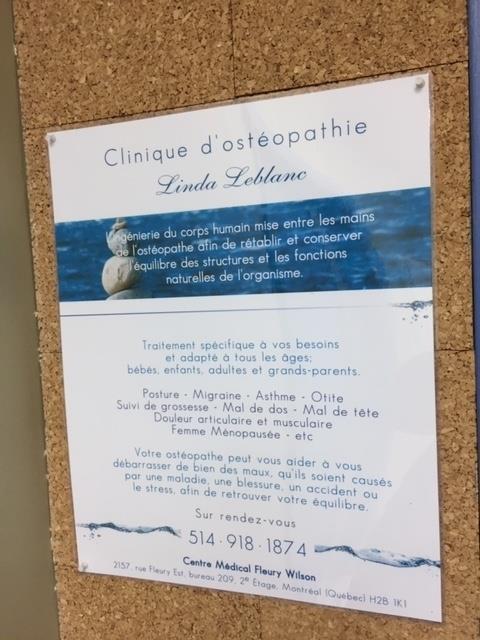 Clinique d'ostéopathie
Linda Leblanc
L'ingénierie du corps humain mise entre les mains
de l'ostéopathe afin de rétablir et conserver
l'équilibre des structures et les fonctions
naturelles de l'organisme.
Traitement spécifique à vos besoins
et adapté à tous les âges;
bébés, enfants, adultes et grands-parents.
Posture - Migraine - Asthme - Otite
Suivi de grossesse - Mal de dos - Mal de tête
Douleur articulaire et musculaire
Femme Ménopausée - etc
Votre ostéopathe peut vous aider à vous
débarrasser de bien des maux, qu'ils soient causés
par une maladie, une blessure, un accident ou
le stress, afin de retrouver votre équilibre.
Sur rendez-vous
514·918·1874
Centre Médical Fleury Wilson
2157, rue Fleury Est, bureau 209, 2e Étage, Montréal (Québec) H2B 1K1